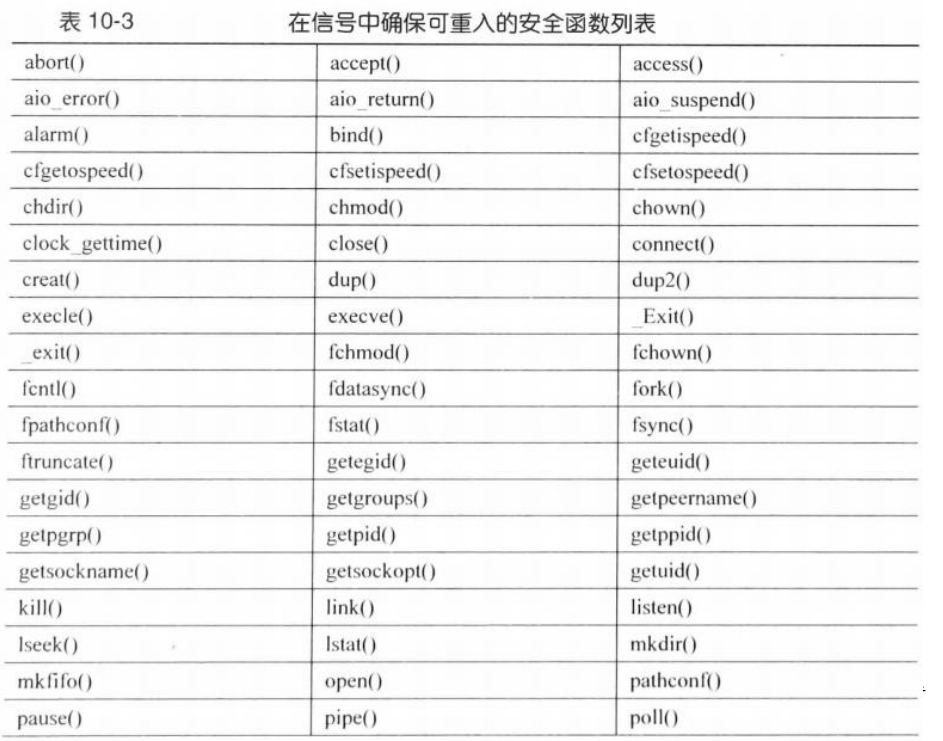 表 10-3 在信号中确保可重入的安全函数列表
abort() accept() access()
aio_error() aio_return() aio_suspend()
alarm() bind() cfgetispeed()
cfgetospeed() cfsetispeed() cfsetospeed()
chdir() chmod() chown()
clock_gettime() close() connect()
creat() dup() dup2()
execle() execve() _Exit()
_exit() fchmod() fchown()
fcntl() fdatasync() fork()
fpathconf() fstat() fsync()
ftruncate() getegid() geteuid()
getgid() getgroups() getpeername()
getpgrp() getpid() getppid()
getsockname() getsockopt() getuid()
kill() link() listen()
lseek() lstat() mkdir()
mkfifo() open() pathconf()
pause() pipe() poll()